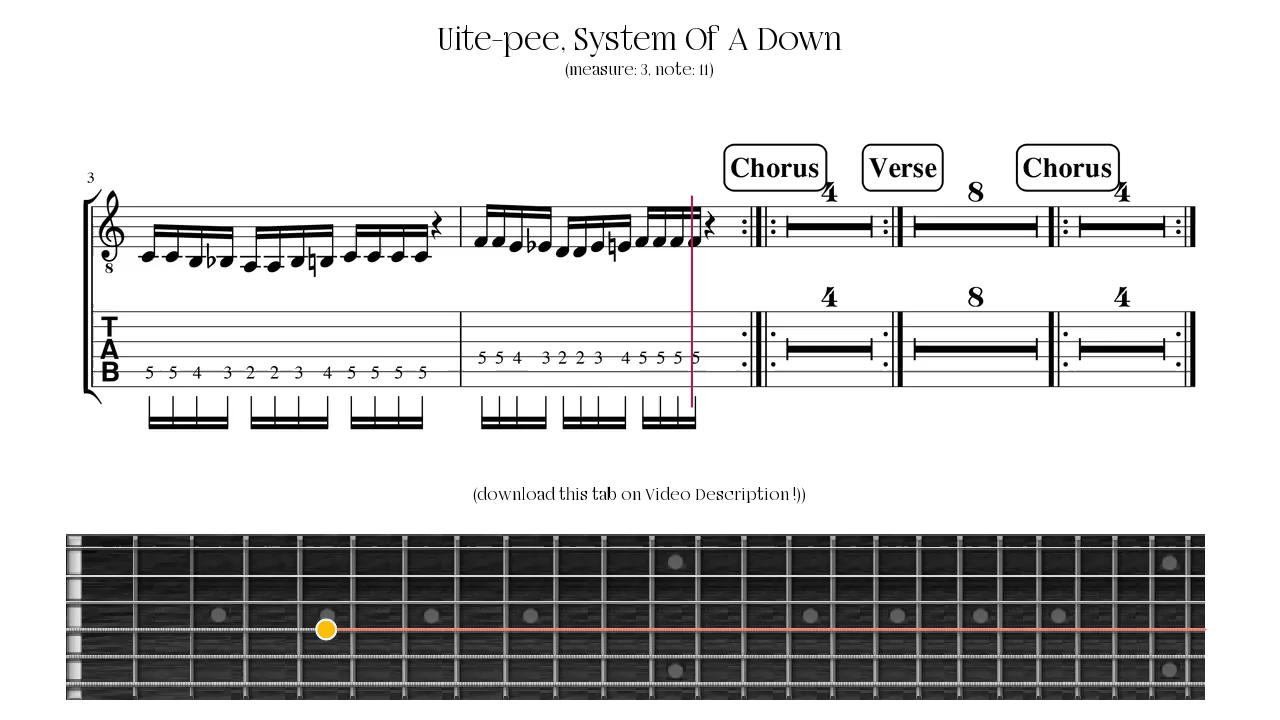 Uite-pee, System Of A Down
(measure: 3, note: 11)
Chorus Verse Chorus
3
4 8 4
8
4 8 4
T
A
B
5 5 4 3 2 2 3 4 5 5 5 5
5 5 4 3 2 2 3 4 5 5 5 5
(download this tab on Video Description !))